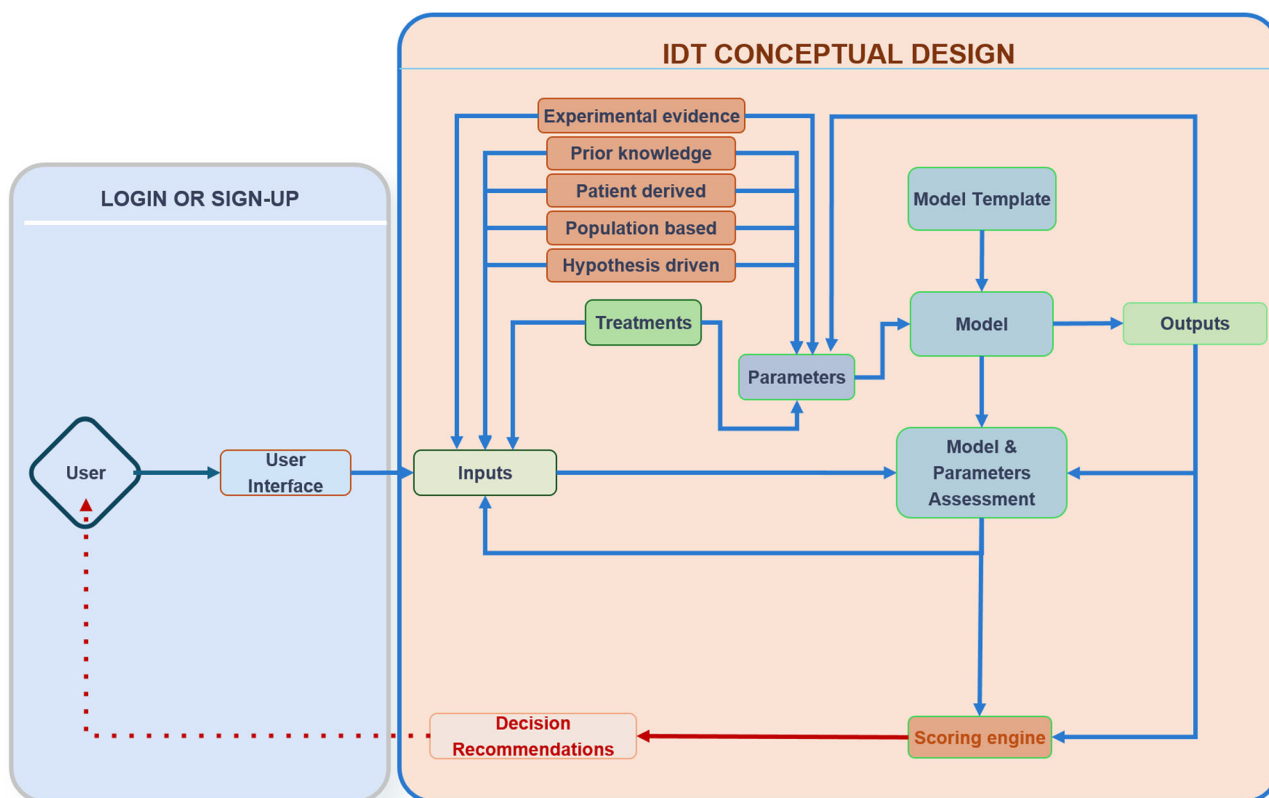 IDT CONCEPTUAL DESIGN
LOGIN OR SIGN-UP
Experimental evidence
Prior knowledge
Patient derived
Population based
Hypothesis driven
Treatments
Parameters
Model Template
Model
Outputs
User
User
Interface
Inputs
Model &
Parameters
Assessment
Decision
Recommendations
Scoring engine